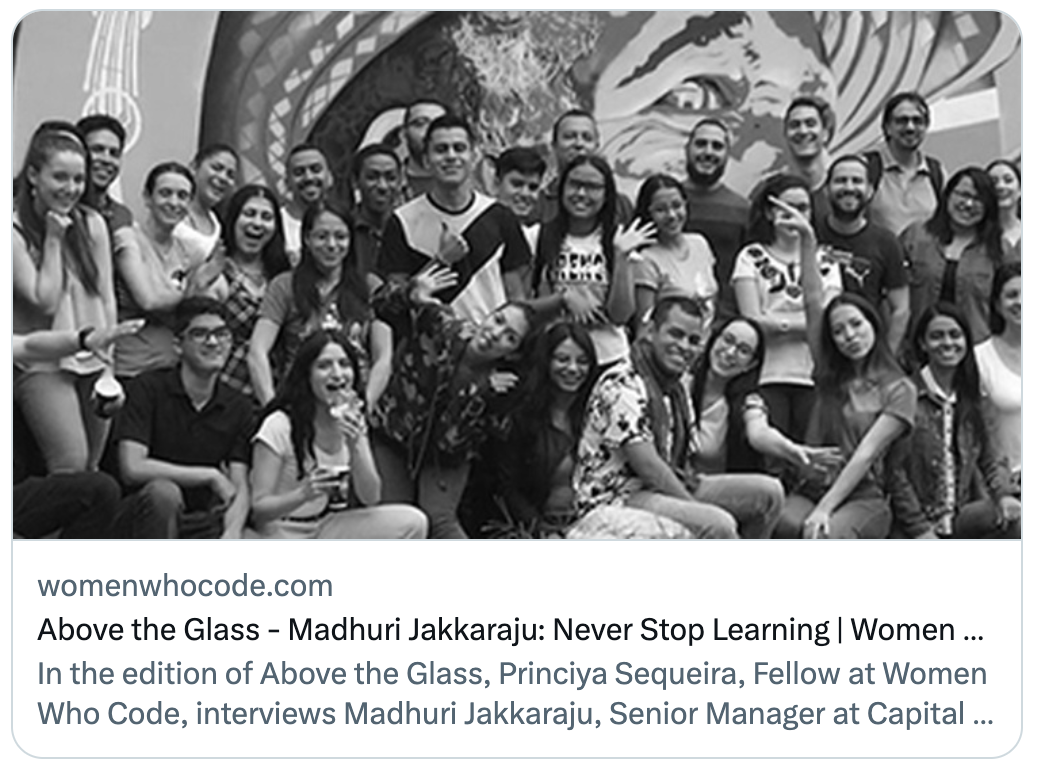 womenwhocode.com
Above the Glass - Madhuri Jakkaraju: Never Stop Learning | Women ...
In the edition of Above the Glass, Princiya Sequeira, Fellow at Women
Who Code, interviews Madhuri Jakkaraju, Senior Manager at Capital ...